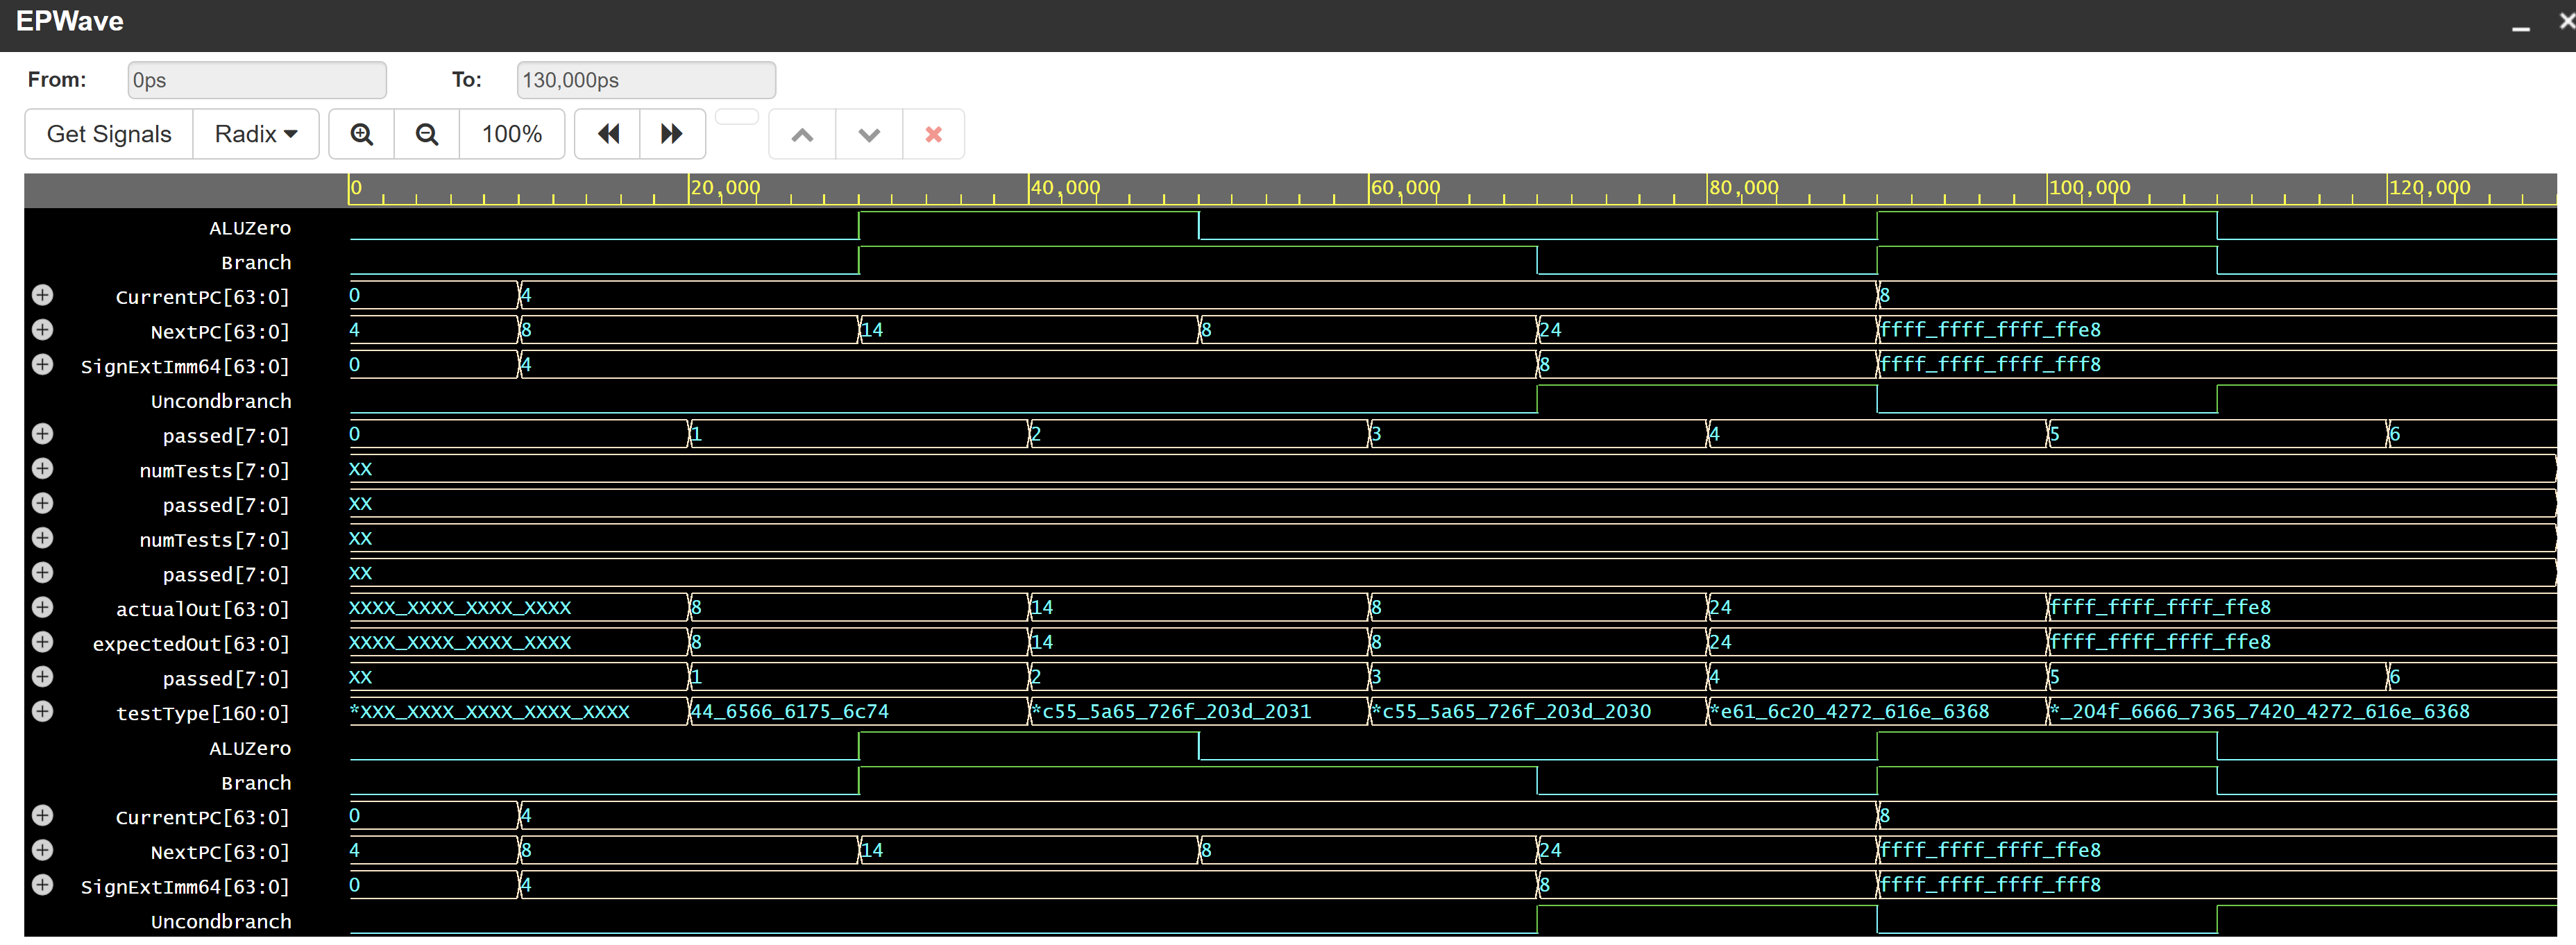 EPWave
From: 0ps To: 130,000ps
Get Signals Radix 100%
0 20,000 40,000 60,000 80,000 100,000 120,000
ALUZero
Branch
CurrentPC[63:0] 0 4 8
NextPC[63:0] 4 8 14 8 24 ffff_ffff_ffff_ffe8
SignExtImm64[63:0] 0 4 8 ffff_ffff_ffff_fff8
Uncondbranch
passed[7:0] 0 1 2 3 4 5 6
numTests[7:0] XX
passed[7:0] XX
numTests[7:0] XX
passed[7:0] XX
actualOut[63:0] XXXX_XXXX_XXXX_XXXX 8 14 8 24 ffff_ffff_ffff_ffe8
expectedOut[63:0] XXXX_XXXX_XXXX_XXXX 8 14 8 24 ffff_ffff_ffff_ffe8
passed[7:0] XX 1 2 3 4 5 6
testType[160:0] *XXX_XXXX_XXXX_XXXX_XXXX 44_6566_6175_6c74 *c55_5a65_726f_203d_2031 *c55_5a65_726f_203d_2030 *e61_6c20_4272_616e_6368 *_204f_6666_7365_7420_4272_616e_6368
ALUZero
Branch
CurrentPC[63:0] 0 4 8
NextPC[63:0] 4 8 14 8 24 ffff_ffff_ffff_ffe8
SignExtImm64[63:0] 0 4 8 ffff_ffff_ffff_fff8
Uncondbranch